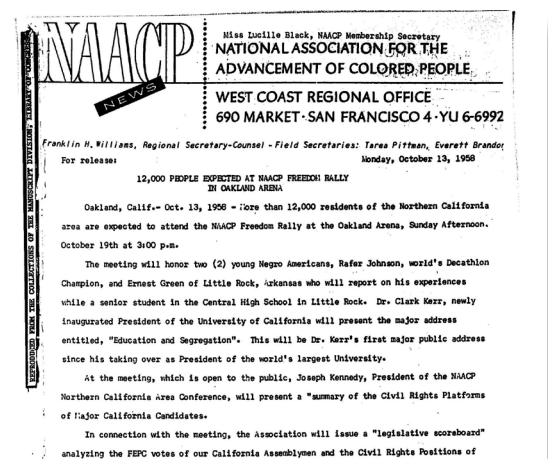 NAACP
NEWS
Miss Lucille Black, NAACP Membership Secretary
NATIONAL ASSOCIATION FOR THE
ADVANCEMENT OF COLORED PEOPLE
WEST COAST REGIONAL OFFICE
690 MARKET · SAN FRANCISCO 4 · YU 6-6992
Franklin H. Williams, Regional Secretary-Counsel - Field Secretaries: Tarea Pittman, Everett Brandon
For release:
Monday, October 13, 1958
12,000 PEOPLE EXPECTED AT NAACP FREEDOM RALLY
IN OAKLAND ARENA
Oakland, Calif.- Oct. 13, 1958 - More than 12,000 residents of the Northern California
area are expected to attend the NAACP Freedom Rally at the Oakland Arena, Sunday Afternoon.
October 19th at 3:00 p.m.
The meeting will honor two (2) young Negro Americans, Rafer Johnson, world's Decathlon
Champion, and Ernest Green of Little Rock, Arkansas who will report on his experiences
while a senior student in the Central High School in Little Rock. Dr. Clark Kerr, newly
inaugurated President of the University of California will present the major address
entitled, "Education and Segregation". This will be Dr. Kerr's first major public address
since his taking over as President of the world's largest University.
At the meeting, which is open to the public, Joseph Kennedy, President of the NAACP
Northern California Area Conference, will present a "summary of the Civil Rights Platforms
of Major California Candidates.
In connection with the meeting, the Association will issue a "legislative scoreboard"
analyzing the FEPC votes of our California Assemblymen and the Civil Rights Positions of
REPRODUCED FROM THE COLLECTIONS OF THE MANUSCRIPT DIVISION, LIBRARY OF CONGRESS